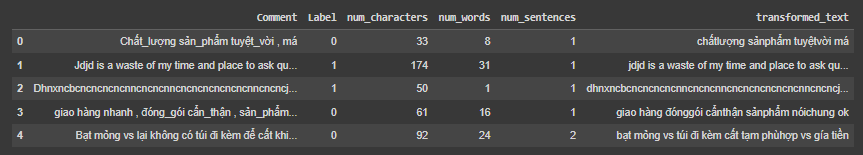 Comment Label num_characters num_words num_sentences transformed_text
0 Chất_lượng sản_phẩm tuyệt_vời , má 0 33 8 1 chấtlượng sảnphẩm tuyệtvời má
1 Jdjd is a waste of my time and place to ask qu... 1 174 31 1 jdjd is a waste of my time and place to ask qu...
2 Dhnxncbcncncncncnncncnncncncncncncnncncncj... 1 50 1 1 dhnxncbcncncncncnncncnncncncncncncnncncncj...
3 giao hàng nhanh , đóng_gói cẩn_thận , sản_phẩm... 0 61 16 1 giao hàng đónggói cẩnthận sảnphẩm nóichung ok
4 Bạt mỏng vs lại không có túi đi kèm để cất khi... 0 92 24 2 bạt mỏng vs túi đi kèm cất tạm phùhợp vs gía tiền